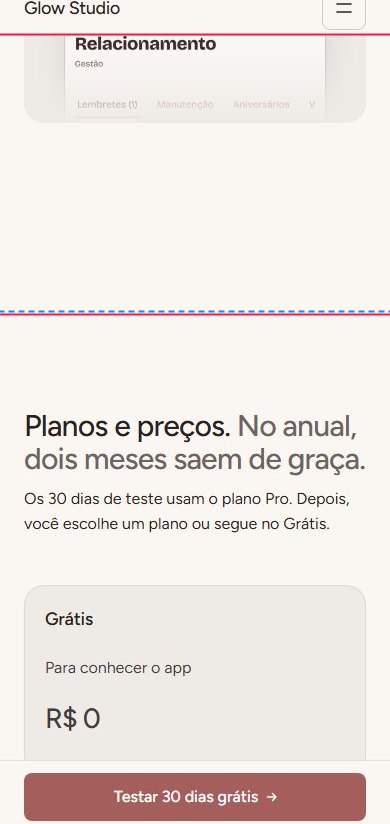 Glow Studio
Relacionamento
Gestão
Lembretes (1) Manutenção Aniversários V
Planos e preços. No anual,
dois meses saem de graça.
Os 30 dias de teste usam o plano Pro. Depois,
você escolhe um plano ou segue no Grátis.
Grátis
Para conhecer o app
R$ 0
Testar 30 dias grátis →